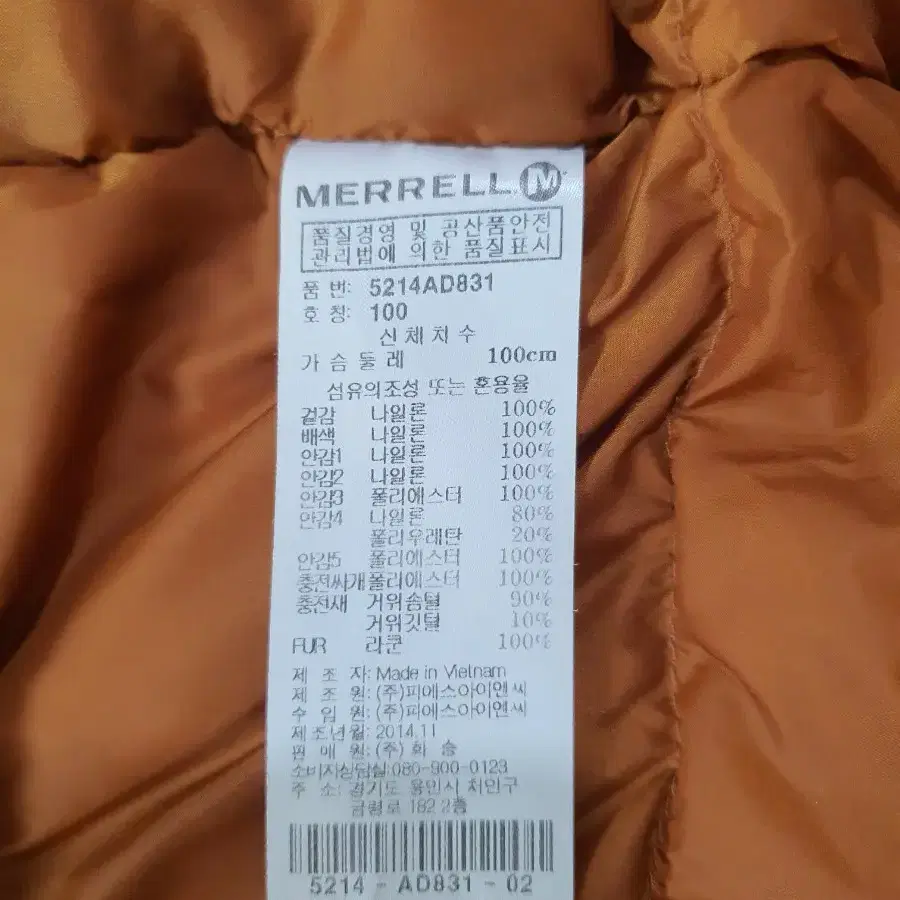 MERRELL M
품질경영 및 공산품안전
관리법에 의한 품질표시
품 번: 5214AD831
호 칭: 100
신 체 치 수
가 슴 둘 레 100cm
섬유의조성 또는 혼용율
겉감 나일론 100%
배색 나일론 100%
안감1 나일론 100%
안감2 나일론 100%
안감3 폴리에스터 100%
안감4 나일론 80%
폴리우레탄 20%
안감5 폴리에스터 100%
충전씨개 폴리에스터 100%
충전재 거위솜털 90%
거위깃털 10%
FUR 라쿤 100%
제 조 자: Made in Vietnam
제 조 원: (주)피에스아이앤씨
수 입 원: (주)피에스아이앤씨
제조년월: 2014.11
판 매 원: (주) 화 승
소비자상담실:080-900-0123
주 소: 경기도 용인시 처인구
금령로 182 2층
5214 - AD831 - 02